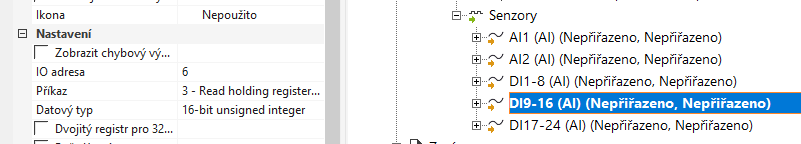 Ikona Nepoužito
Nastavení
Zobrazit chybový vý...
IO adresa 6
Příkaz 3 - Read holding register...
Datový typ 16-bit unsigned integer
Dvojitý registr pro 32...
Senzory
AI1 (AI) (Nepřiřazeno, Nepřiřazeno)
AI2 (AI) (Nepřiřazeno, Nepřiřazeno)
DI1-8 (AI) (Nepřiřazeno, Nepřiřazeno)
DI9-16 (AI) (Nepřiřazeno, Nepřiřazeno)
DI17-24 (AI) (Nepřiřazeno, Nepřiřazeno)